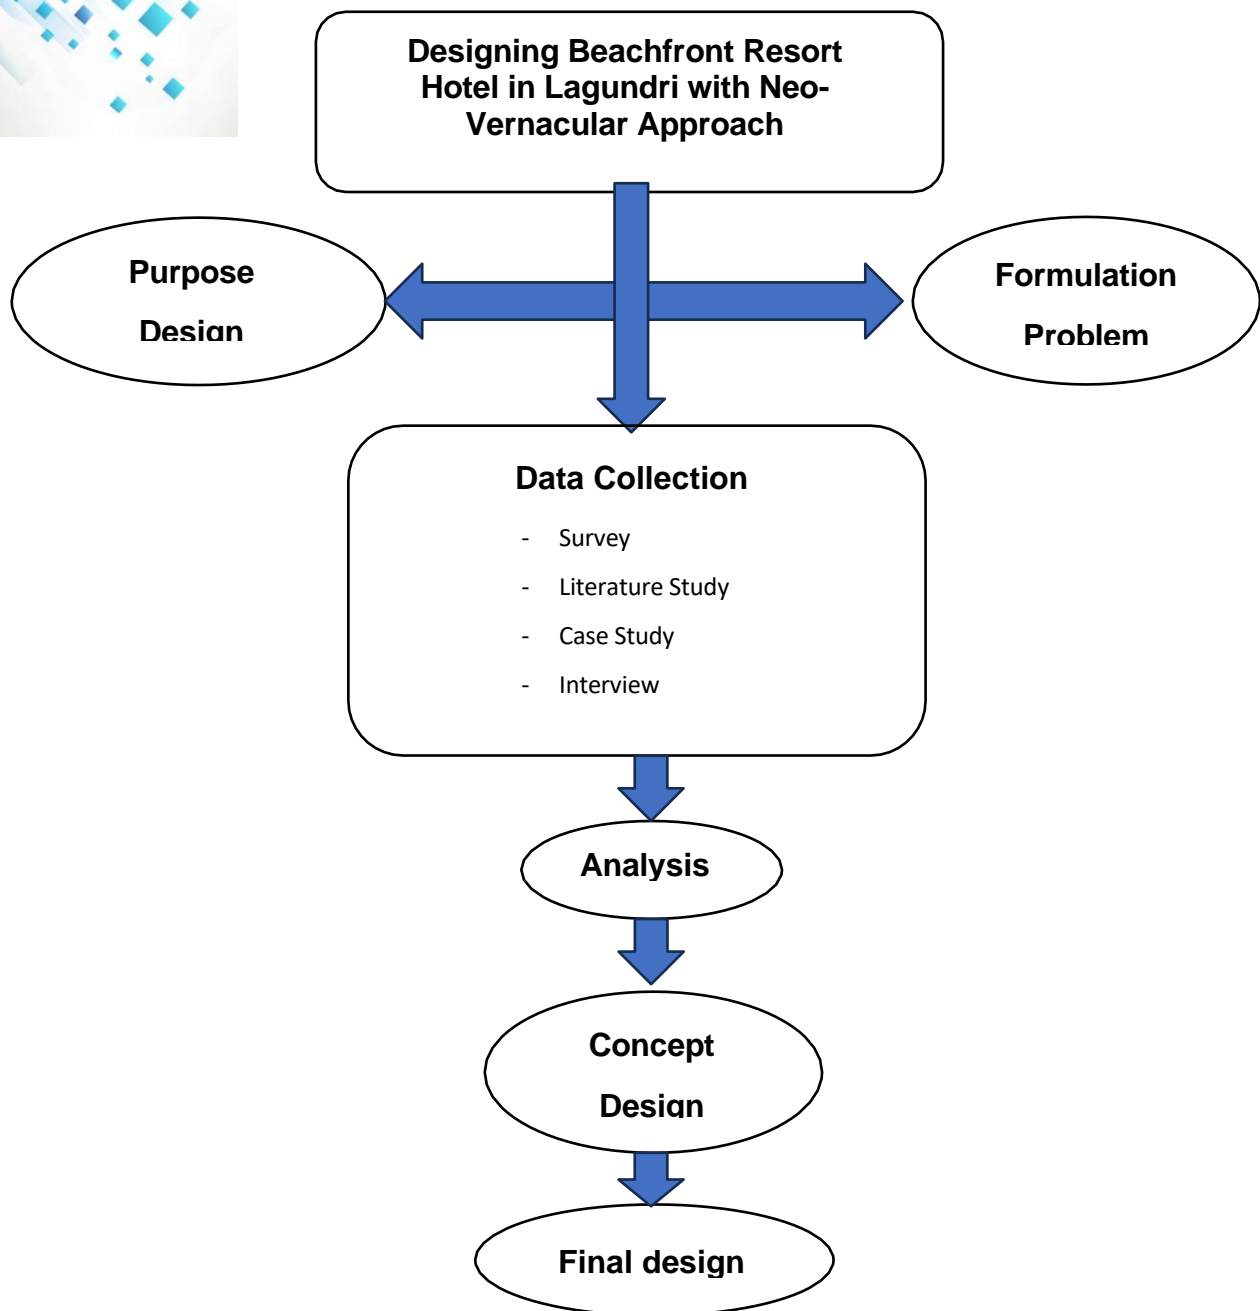 Designing Beachfront Resort
Hotel in Lagundri with Neo-
Vernacular Approach
Purpose
Design
Formulation
Problem
Data Collection
- Survey
- Literature Study
- Case Study
- Interview
Analysis
Concept
Design
Final design